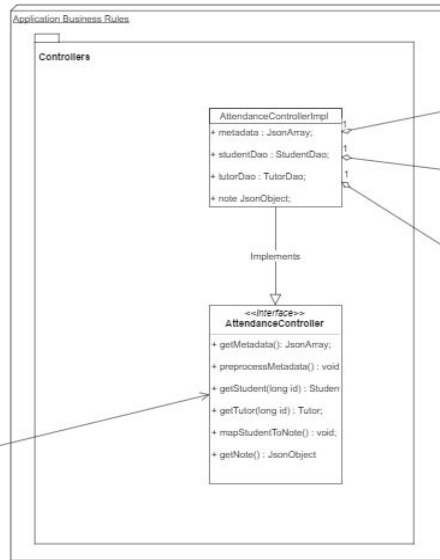 Application Business Rules
Controllers
AttendanceControllerImpl
+ metadata : JsonArray;
1
+ studentDao : StudentDao;
1
+ tutorDao : TutorDao;
1
+ note JsonObject;
Implements
<<Interface>>
AttendanceController
+ getMetadata(): JsonArray;
+ preprocessMetadata() : void
+ getStudent(long id) : Studen
+ getTutor(long id) : Tutor;
+ mapStudentToNote() : void;
+ getNote() : JsonObject